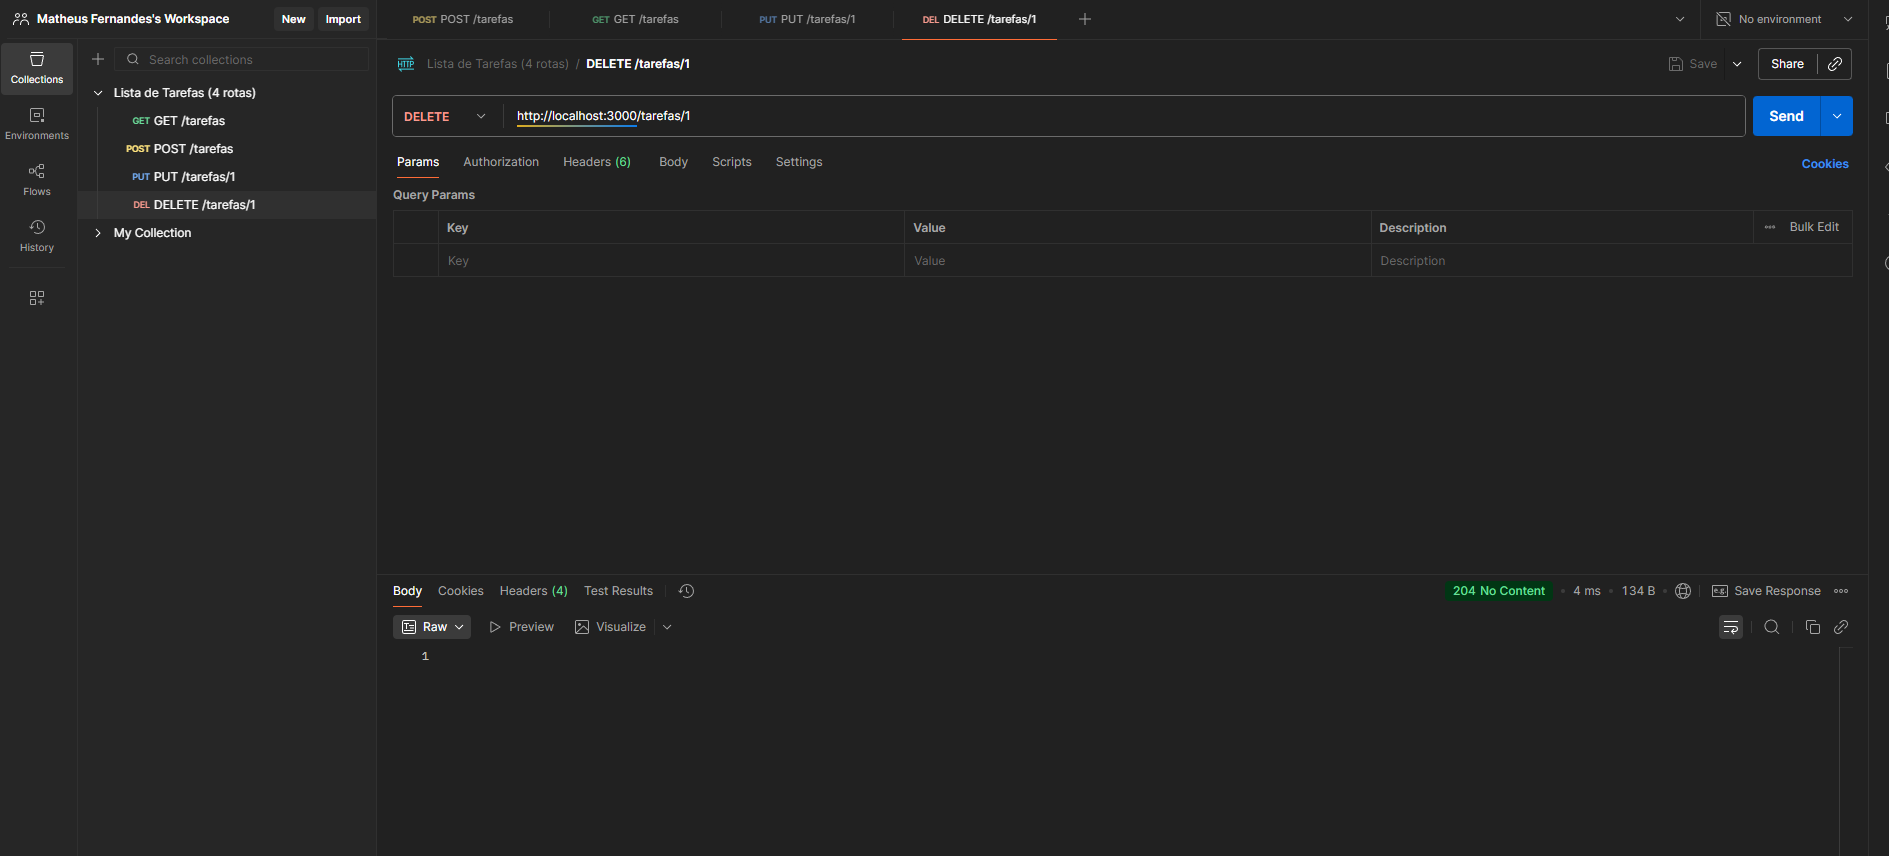 Matheus Fernandes's Workspace New Import
POST POST /tarefas GET GET /tarefas PUT PUT /tarefas/1 DEL DELETE /tarefas/1 No environment
Collections
Environments
Flows
History
Search collections
Lista de Tarefas (4 rotas)
GET GET /tarefas
POST POST /tarefas
PUT PUT /tarefas/1
DEL DELETE /tarefas/1
My Collection
HTTP Lista de Tarefas (4 rotas) / DELETE /tarefas/1 Save Share
DELETE http://localhost:3000/tarefas/1 Send
Params Authorization Headers (6) Body Scripts Settings Cookies
Query Params
Key Value Description Bulk Edit
Key Value Description
Body Cookies Headers (4) Test Results 204 No Content • 4 ms • 134 B • e.g. Save Response
Raw Preview Visualize
1